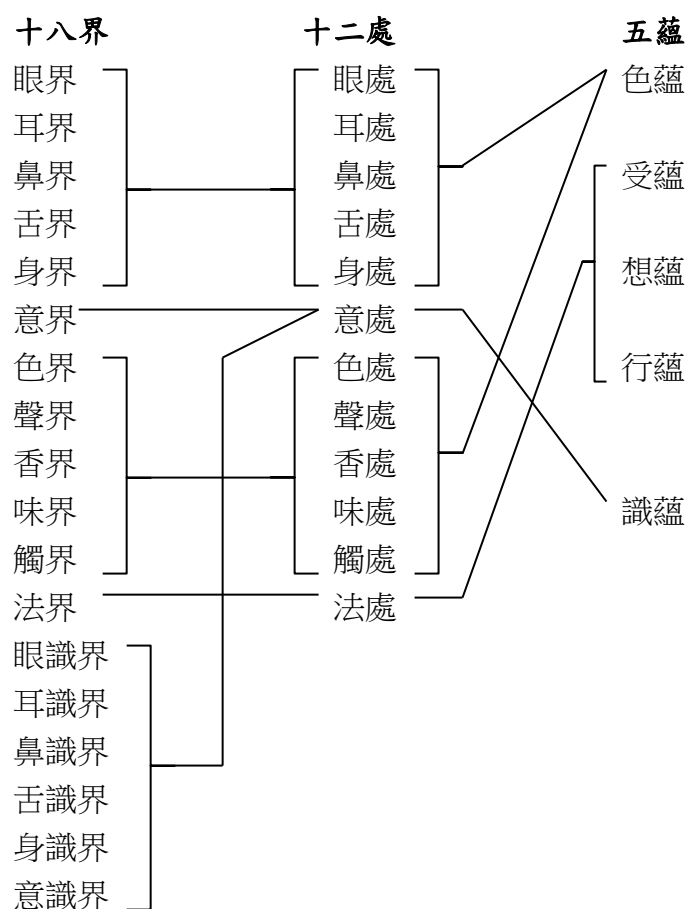 十八界 十二處 五蘊
眼界 眼處 色蘊
耳界 耳處
鼻界 鼻處 受蘊
舌界 舌處
身界 身處 想蘊
意界 意處
色界 色處 行蘊
聲界 聲處
香界 香處
味界 味處 識蘊
觸界 觸處
法界 法處
眼識界
耳識界
鼻識界
舌識界
身識界
意識界